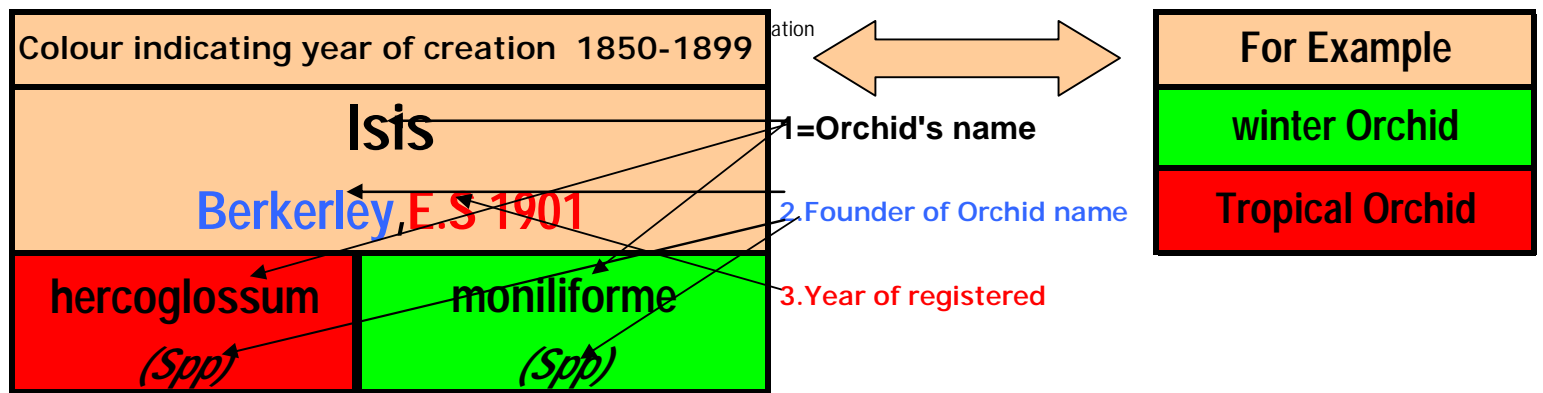 Colour indicating year of creation 1850-1899
ation
For Example
Isis
1=Orchid's name
winter Orchid
Berkerley,E.S 1901
2.Founder of Orchid name
Tropical Orchid
hercoglossum
moniliforme
3.Year of registered
(Spp)
(Spp)